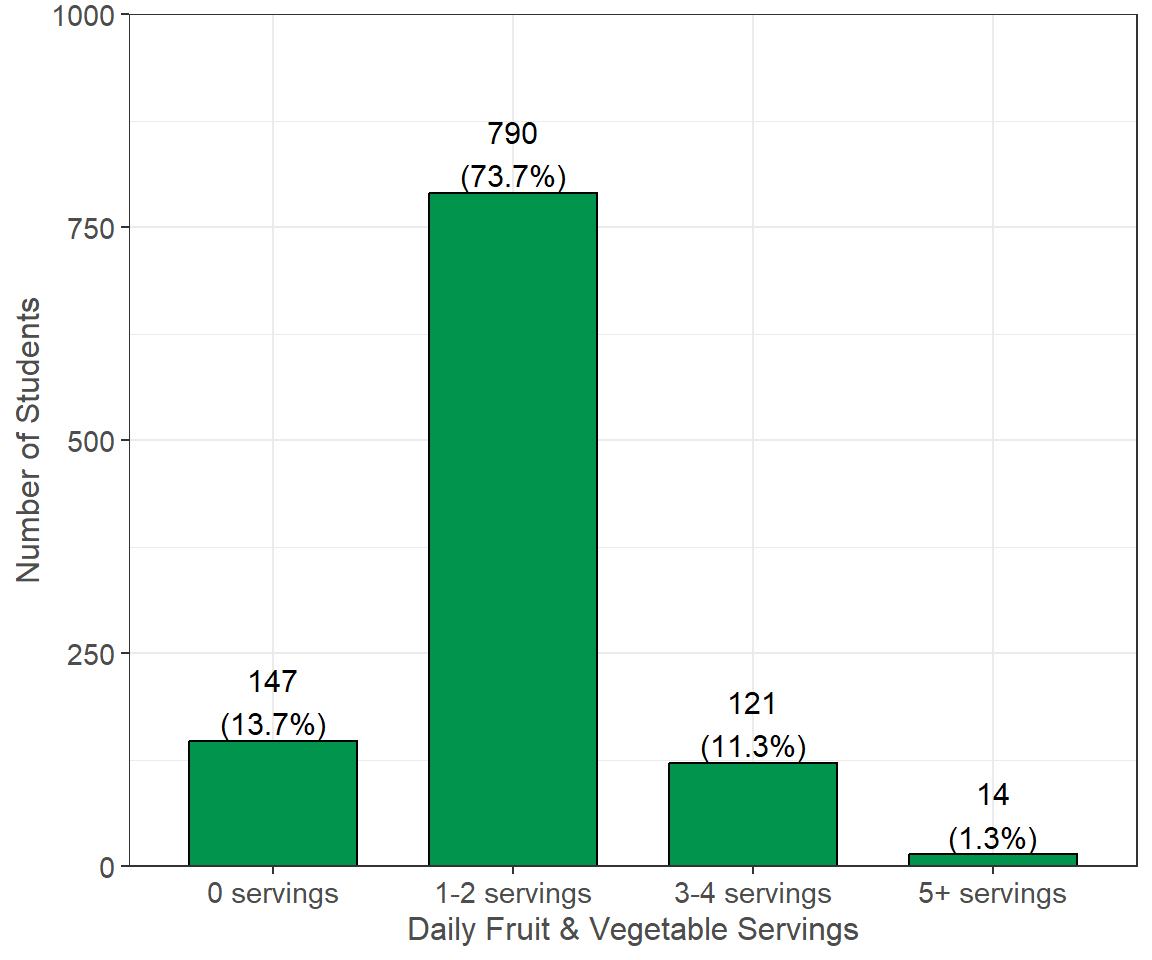 1000
750
500
250
0
Number of Students
147
(13.7%)
790
(73.7%)
121
(11.3%)
14
(1.3%)
0 servings
1-2 servings
3-4 servings
5+ servings
Daily Fruit & Vegetable Servings